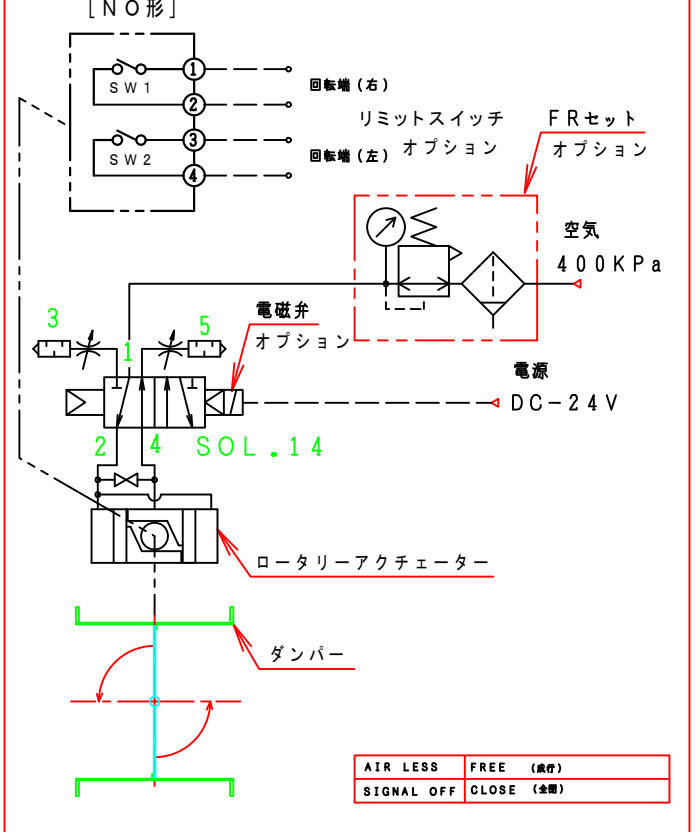 [NO形]
1
SW1
2
回転端(右)
3
SW2
4
回転端(左)
リミットスイッチ
オプション
FRセット
オプション
空気
400KPa
電磁弁
オプション
3
1
5
電源
DC-24V
2
4
SOL.14
ロータリーアクチェーター
ダンパー
AIR LESS FREE (成行)
SIGNAL OFF CLOSE (全閉)